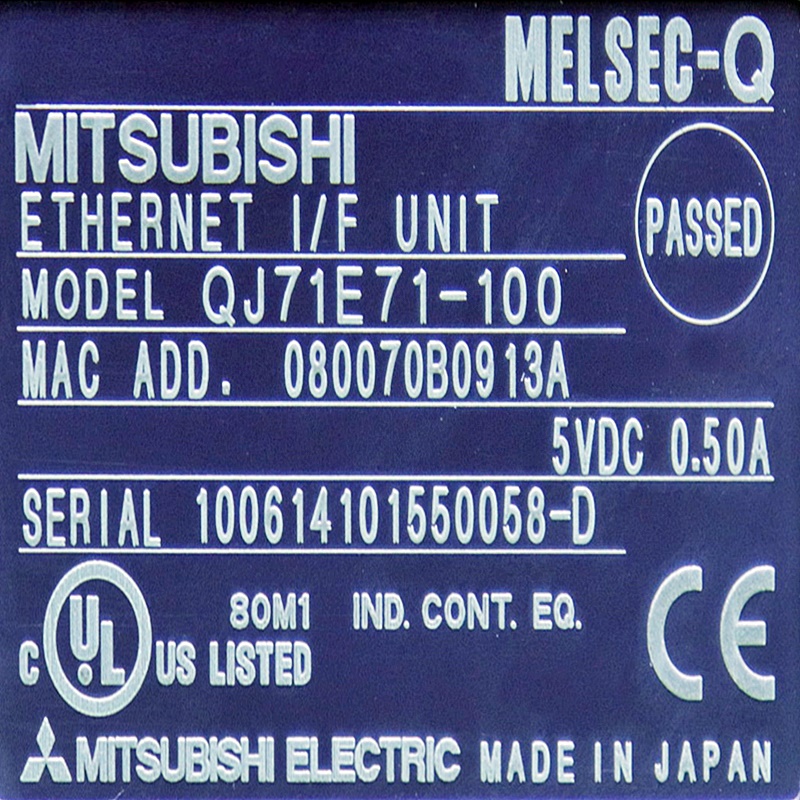 MELSEC-Q
MITSUBISHI
ETHERNET I/F UNIT
PASSED
MODEL QJ71E71-100
MAC ADD. 080070B0913A
5VDC 0.50A
SERIAL 100614101550058-D
80M1 IND. CONT. EQ.
C UL US LISTED
CE
MITSUBISHI ELECTRIC MADE IN JAPAN